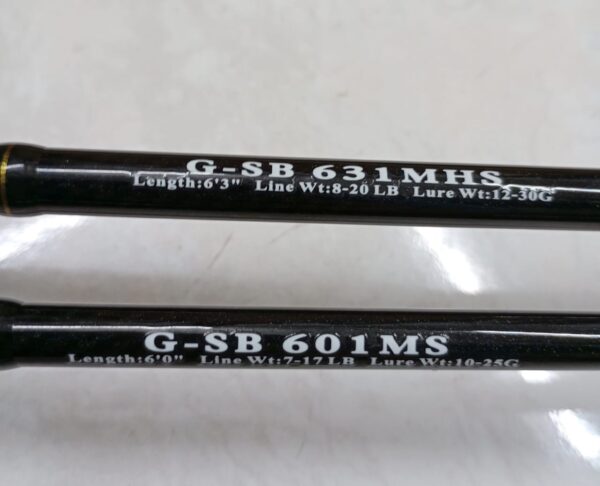 G-SB 631MHS
Length:6'3" Line Wt:8-20 LB Lure Wt:12-30G
G-SB 601MS
Length:6'0" Line Wt:7-17 LB Lure Wt:10-25G